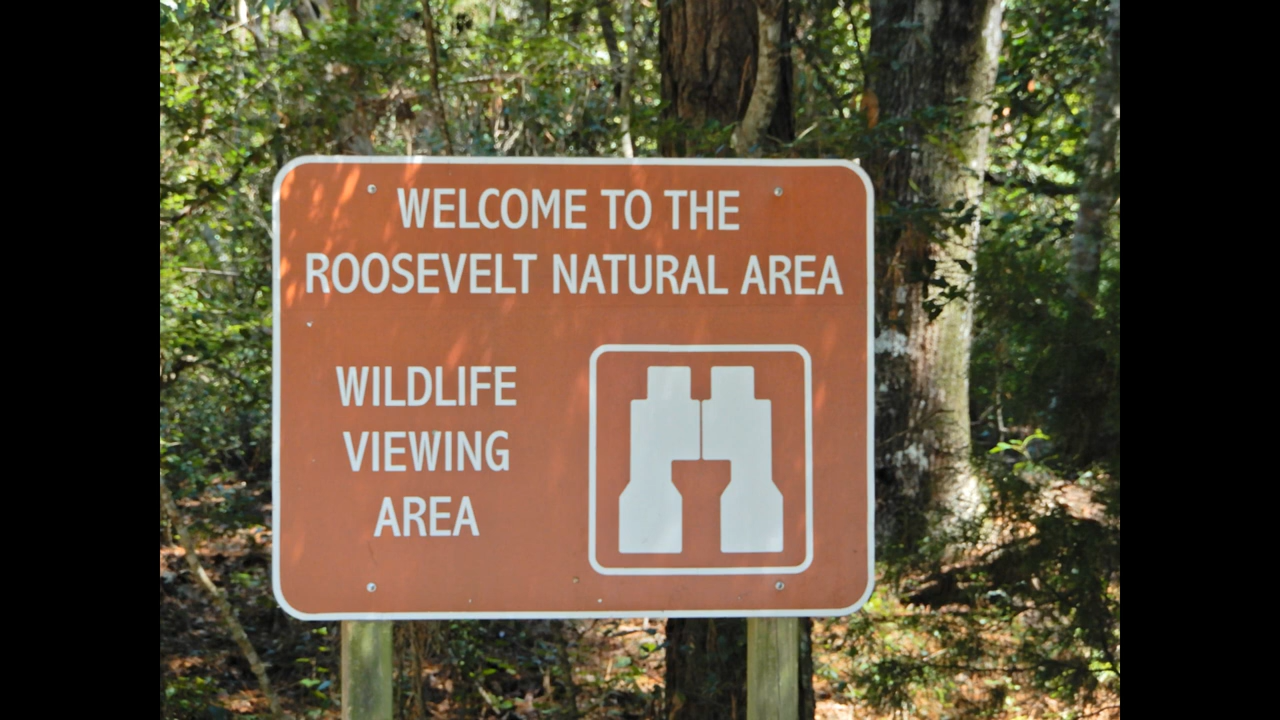 WELCOME TO THE
ROOSEVELT NATURAL AREA
WILDLIFE
VIEWING
AREA